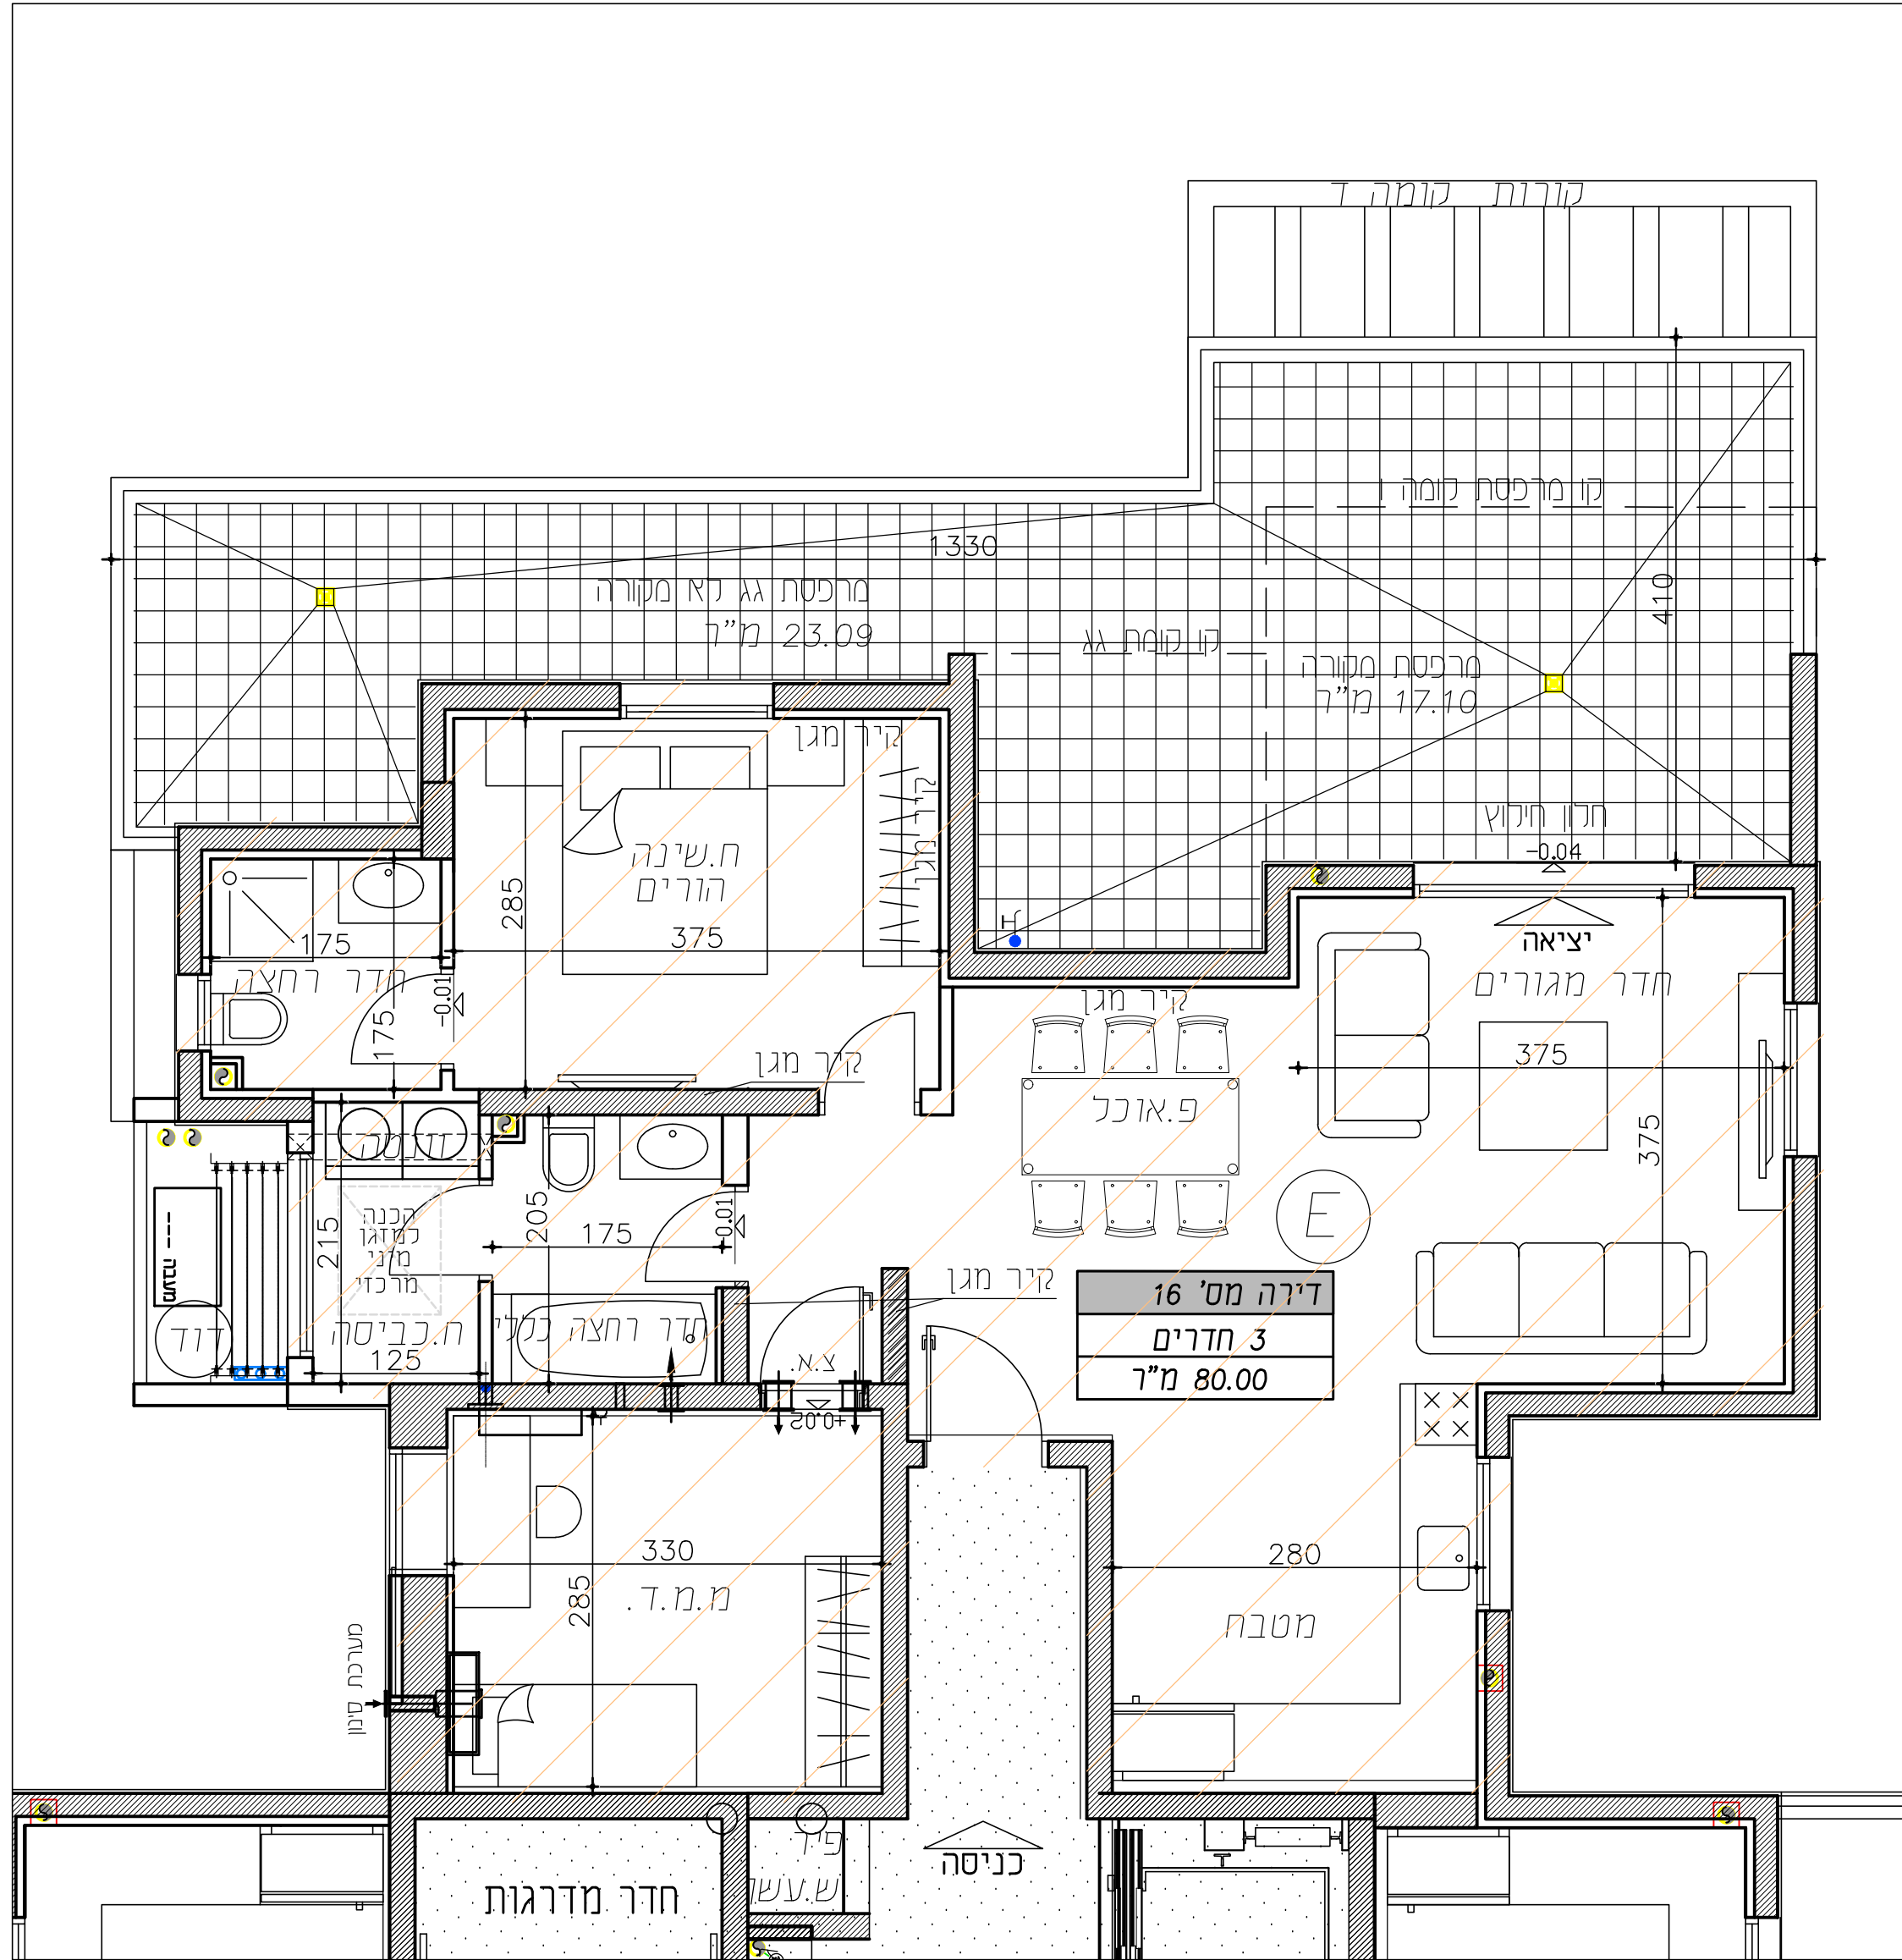 קורות קומה ד
קו מרפסת קומה ו
1330
410
מרפסת גג לא מקורה
23.09 מ"ר
קו קומת גג
מרפסת מקורה
17.10 מ"ר
קיר מגן
קיר מגן
חלון חילוץ
-0.04
יציאה
חדר מגורים
375
375
ח.שינה
הורים
285
375
175
חדר רחצה
175
-0.01
קיר מגן
קיר מגן
פ.אוכל
E
דירה מס' 16
3 חדרים
80.00 מ"ר
קיר מגן
הכנה
למזגן
מיני
מרכזי
215
205
175
-0.01
מעבה ---
דוד
ח.כביסה
125
חדר רחצה כללי
צ.א.
+0.02
330
285
מ.מ.ד.
280
מטבח
מערכת סינון
פיר
ש.עשן
כניסה
חדר מדרגות